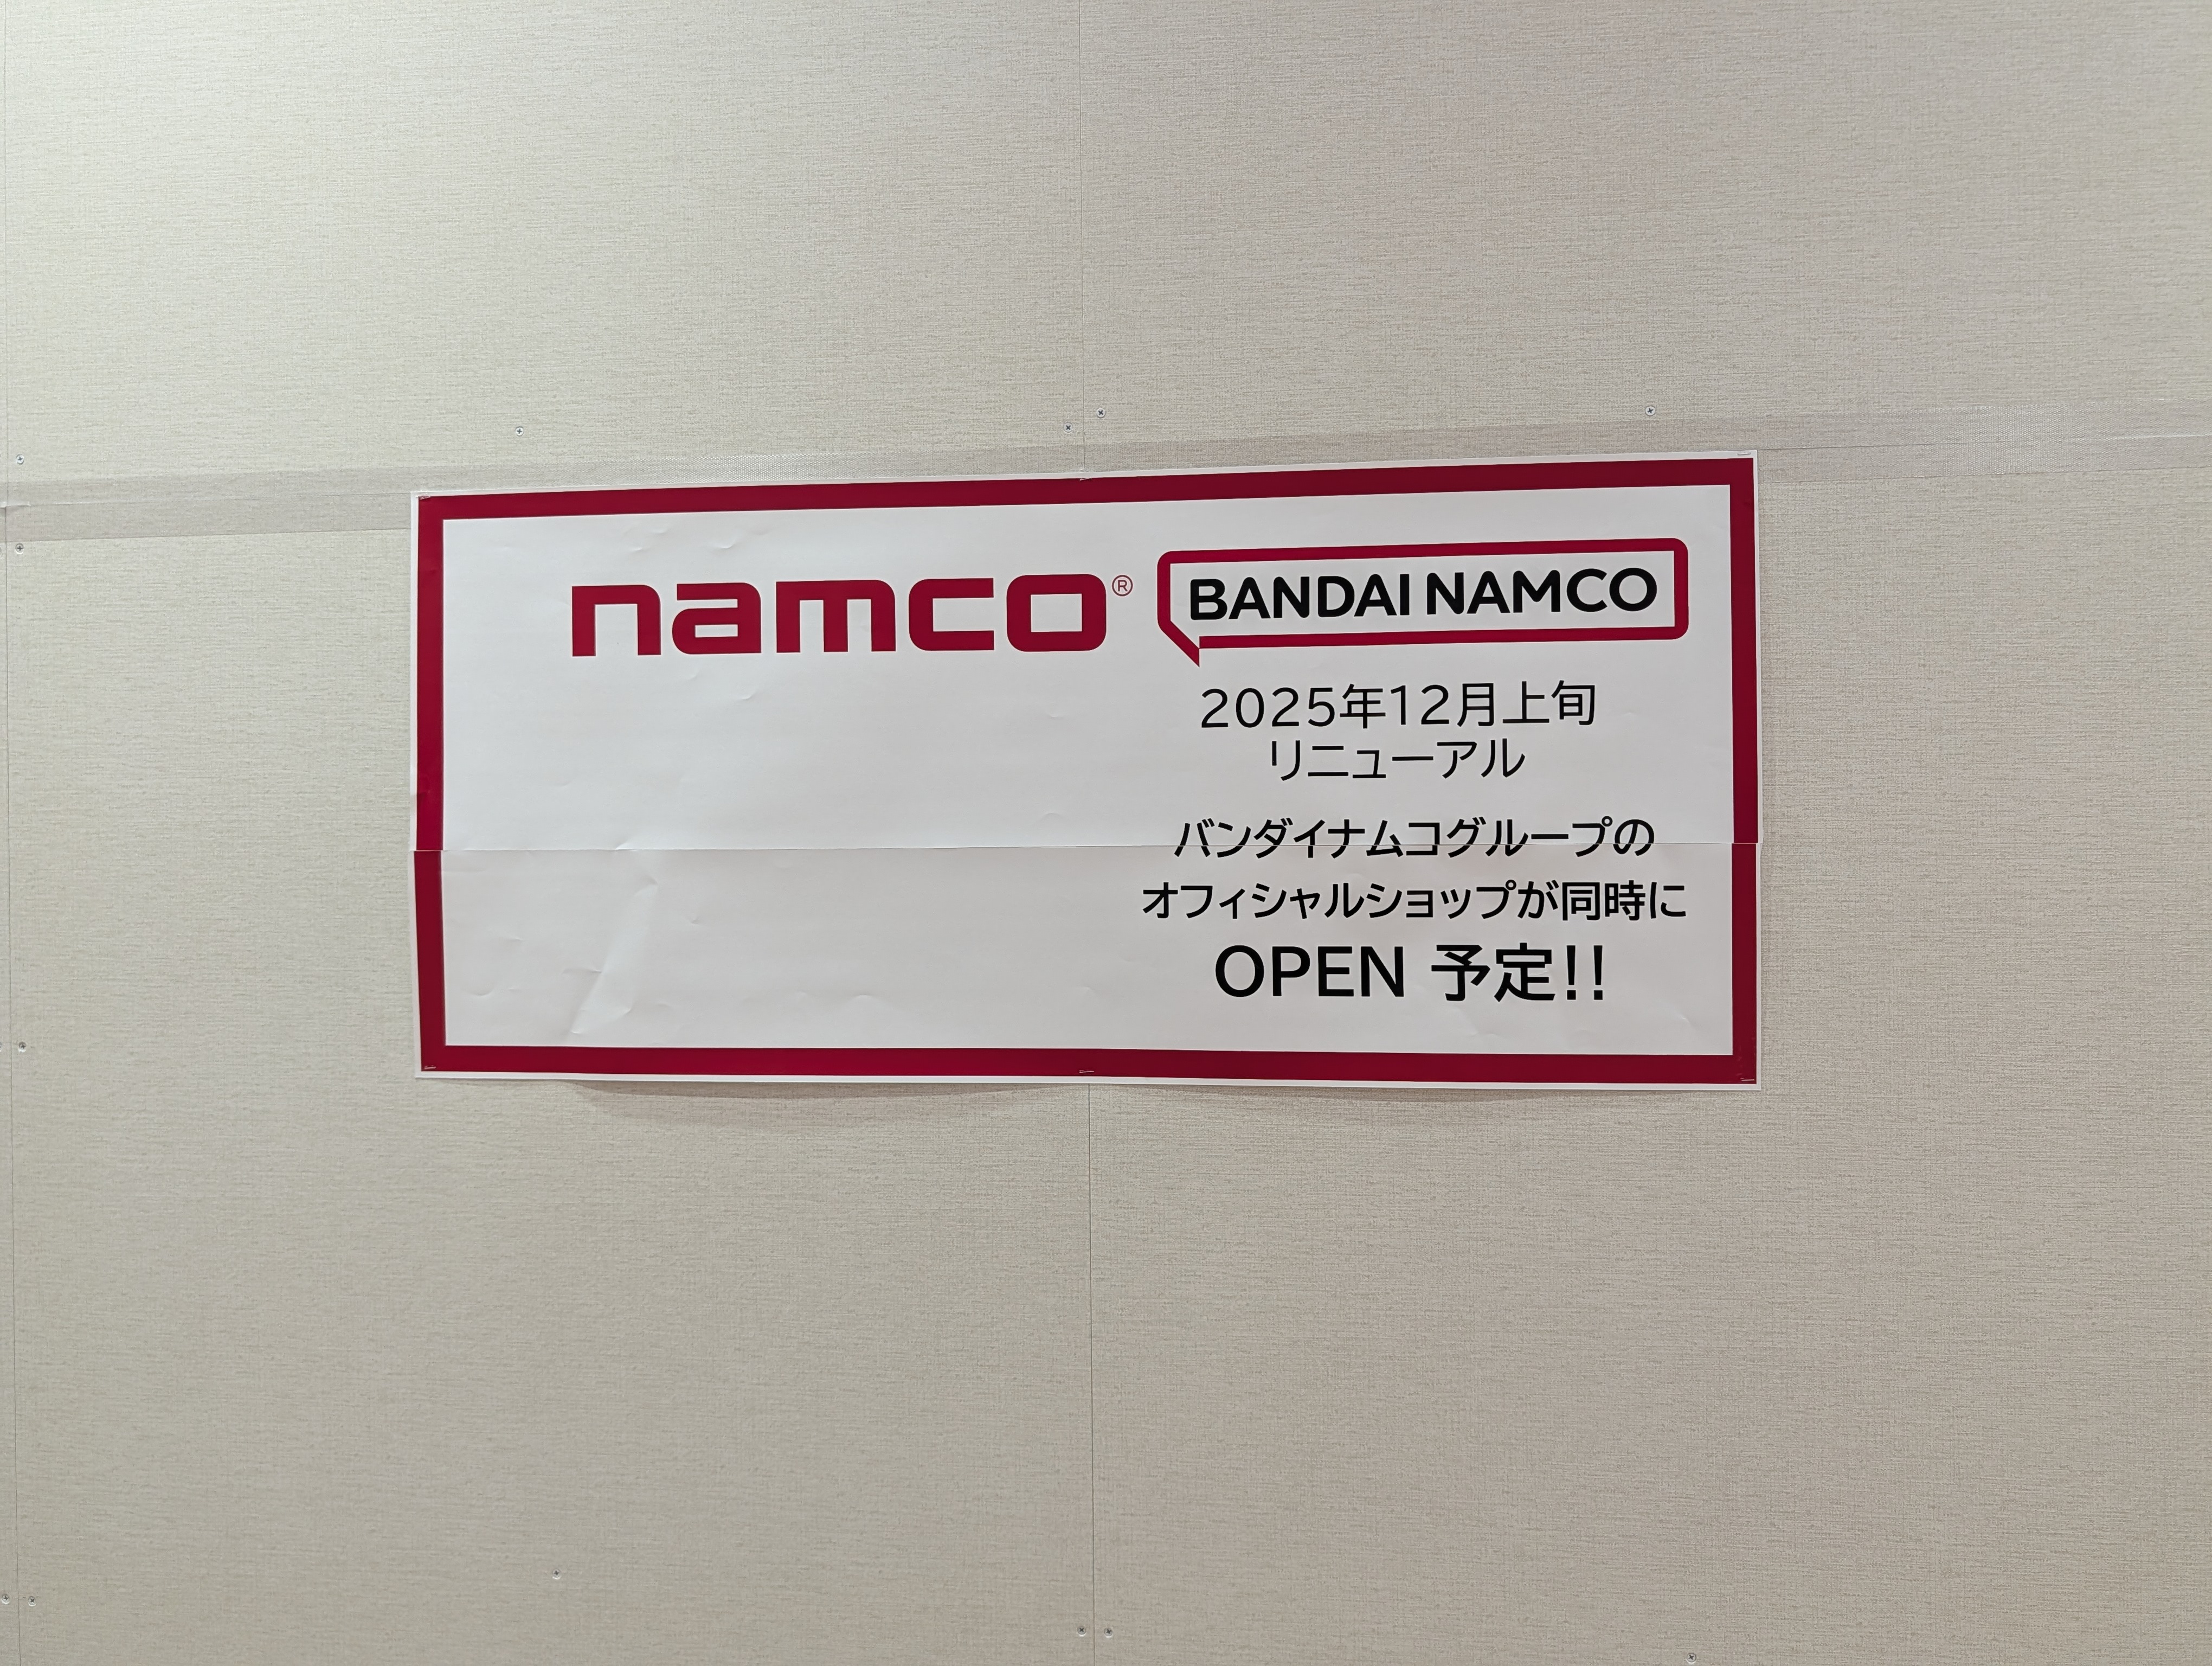 namco®
BANDAI NAMCO
2025年12月上旬
リニューアル
バンダイナムコグループの
オフィシャルショップが同時に
OPEN 予定!!